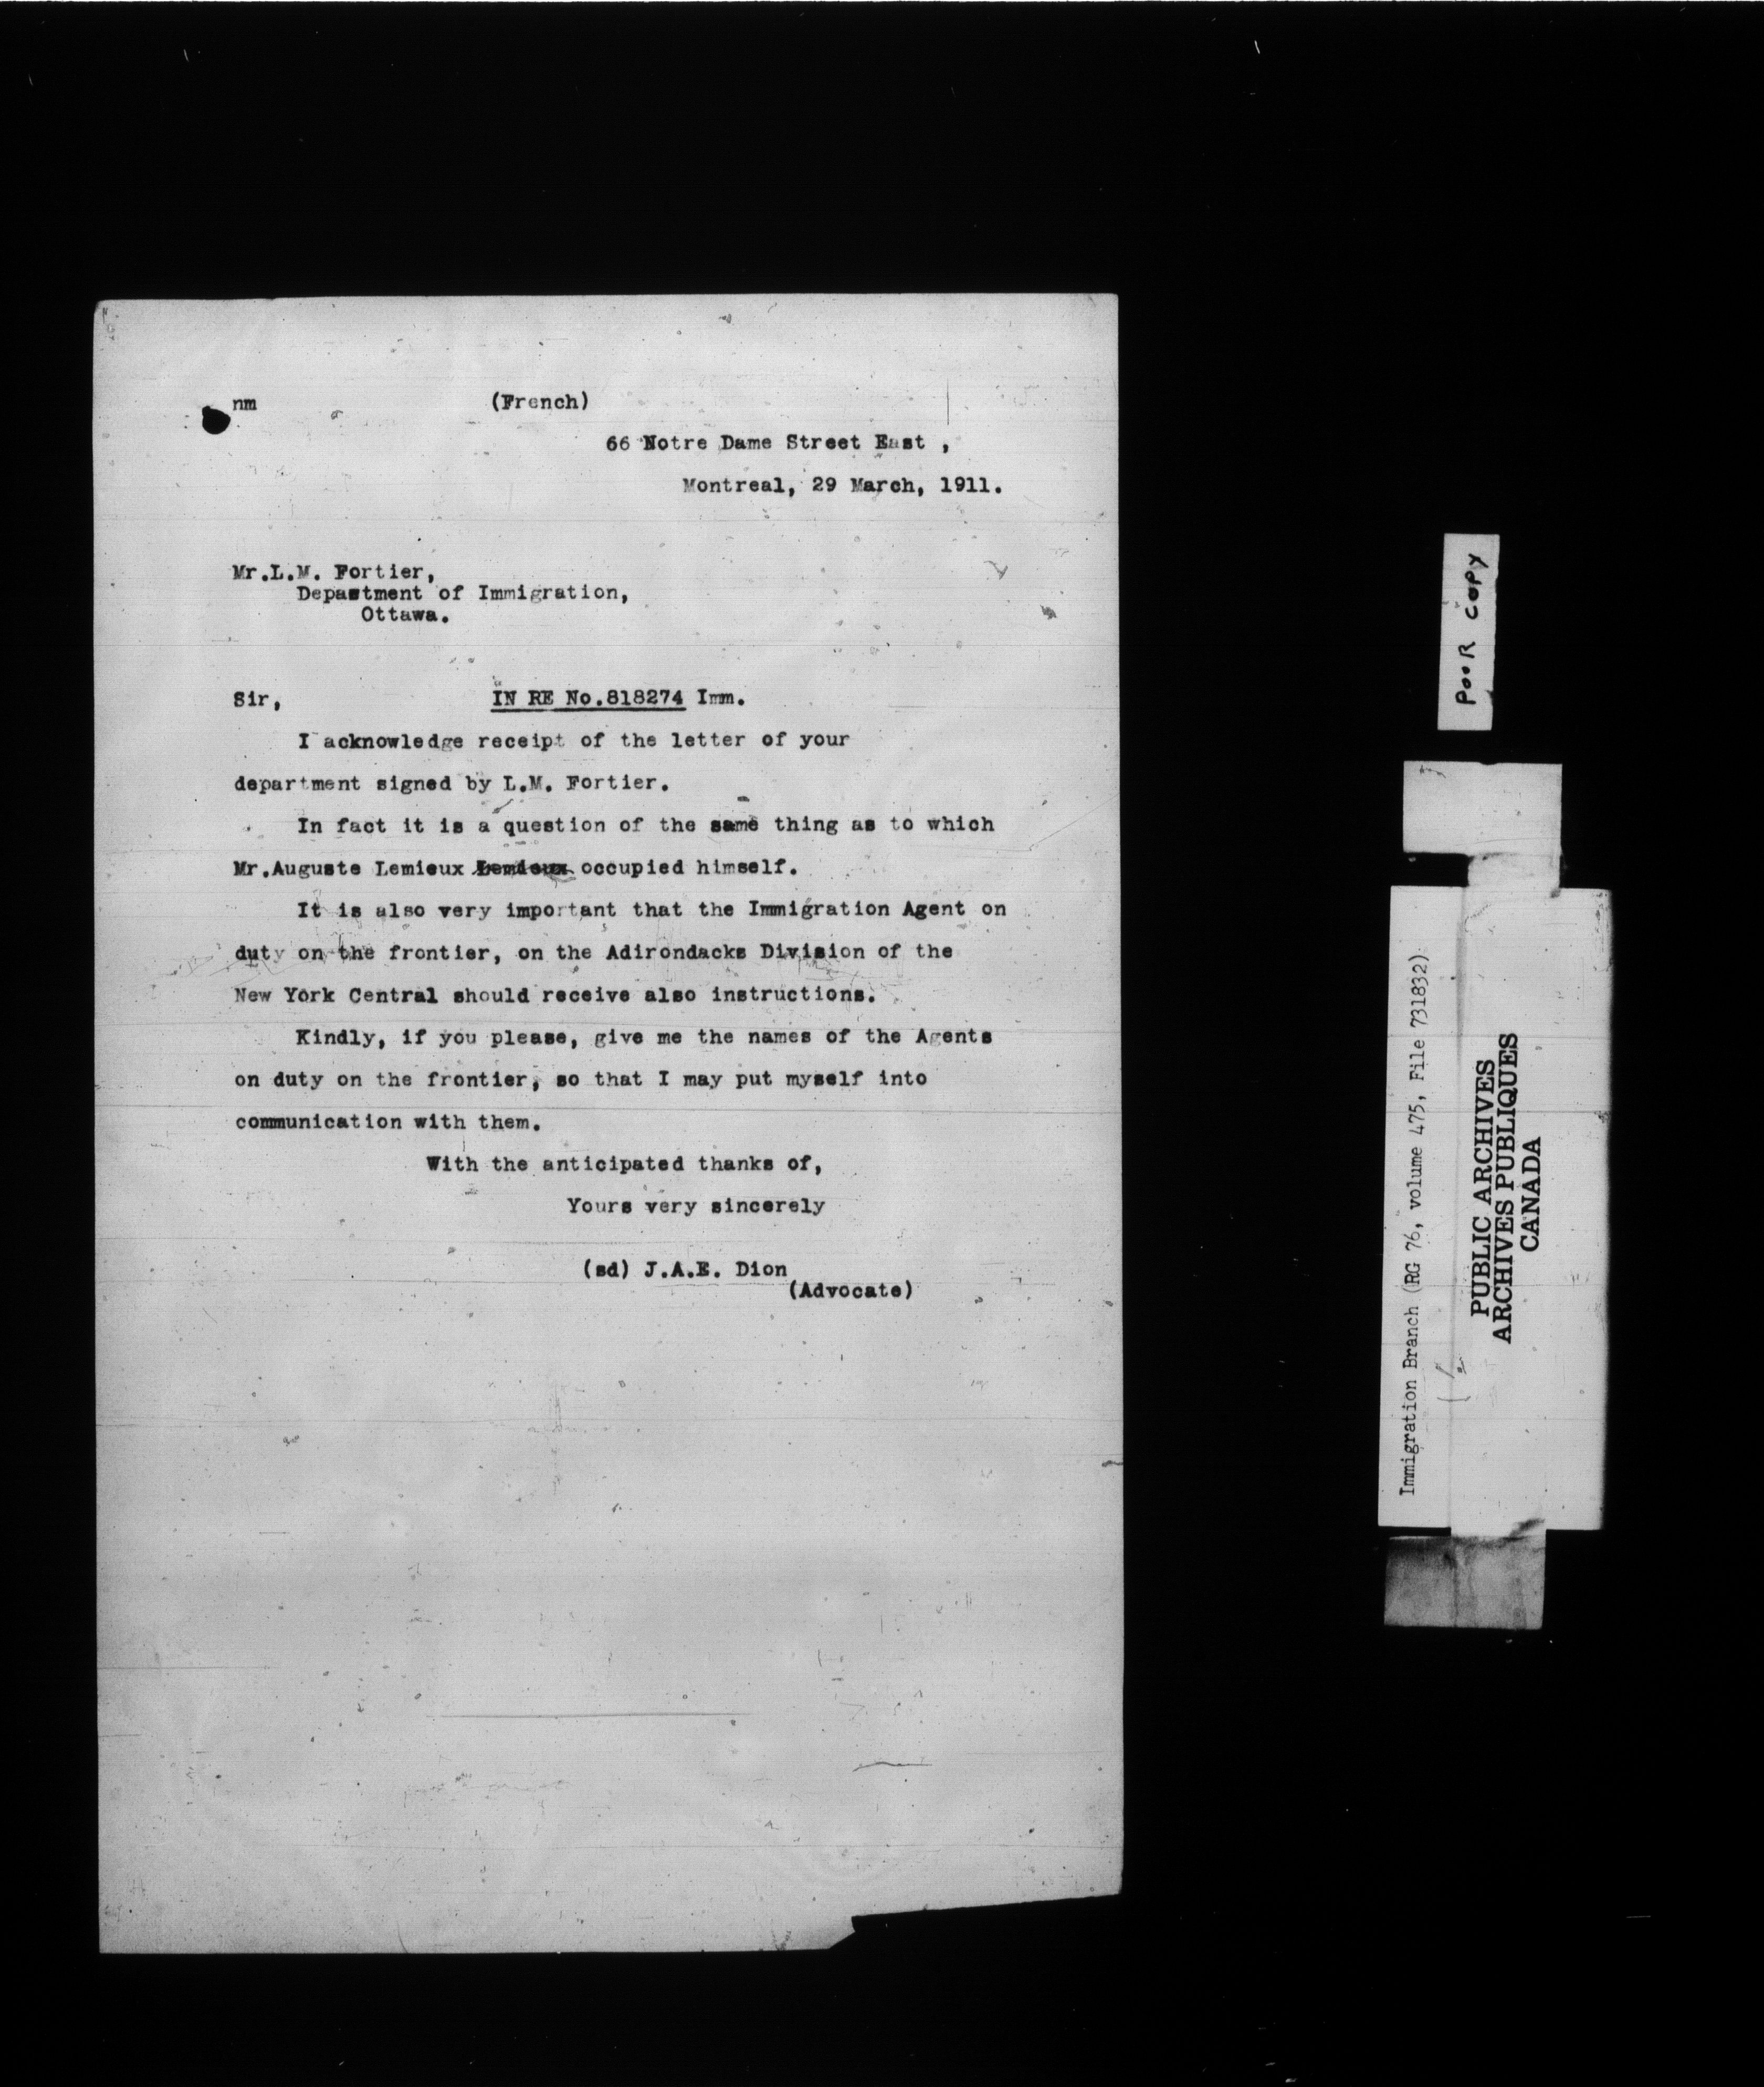 nm
(French)
66 Notre Dame Street East ,
Montreal, 29 March, 1911.
Mr.L.M. Fortier,
Department of Immigration,
Ottawa.
Sir,
IN RE No.818274 Imm.
I acknowledge receipt of the letter of your
department signed by L.M. Fortier.
In fact it is a question of the same thing as to which
Mr.Auguste Lemieux Lemieux occupied himself.
It is also very important that the Immigration Agent on
duty on the frontier, on the Adirondacks Division of the
New York Central should receive also instructions.
Kindly, if you please, give me the names of the Agents
on duty on the frontier, so that I may put myself into
communication with them.
With the anticipated thanks of,
Yours very sincerely
(sd) J.A.E. Dion
(Advocate)
POOR COPY
Immigration Branch (RG 76, volume 475, File 731832)
PUBLIC ARCHIVES
ARCHIVES PUBLIQUES
CANADA